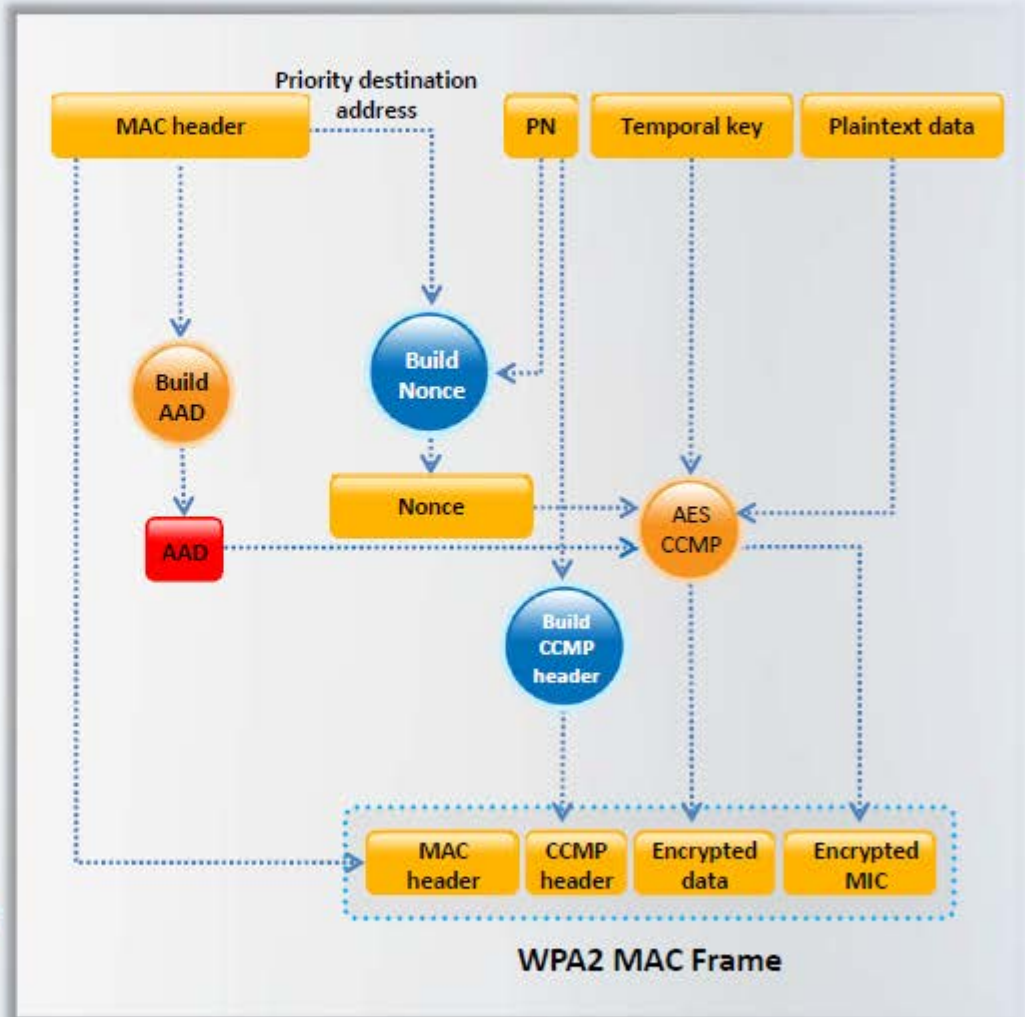 Priority destination
address
MAC header
PN
Temporal key
Plaintext data
Build
AAD
Build
Nonce
Nonce
AES
CCMP
AAD
Build
CCMP
header
MAC
header
CCMP
header
Encrypted
data
Encrypted
MIC
WPA2 MAC Frame